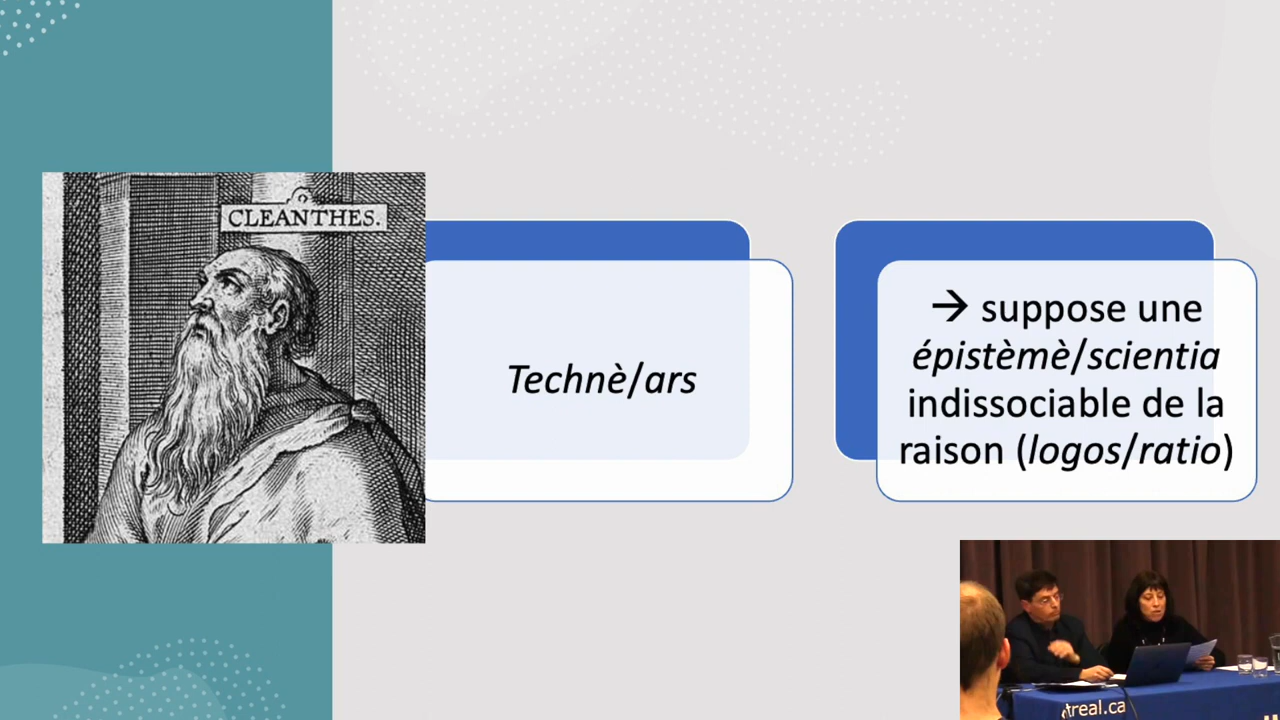 CLEANTHES.
Technè/ars
→ suppose une
épistèmè/scientia
indissociable de la
raison (logos/ratio)
treal.ca